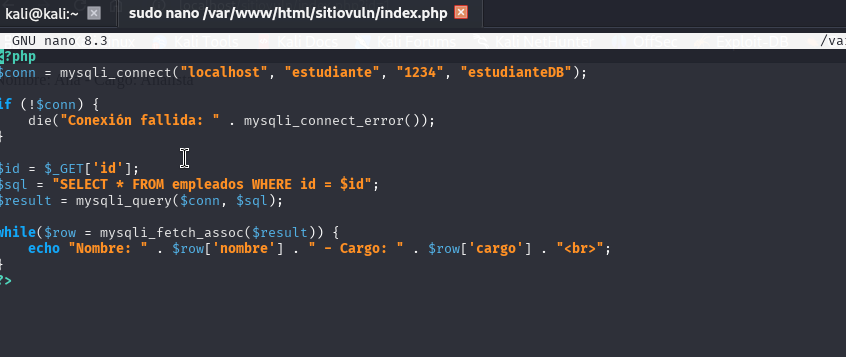 kali@kali:~
sudo nano /var/www/html/sitiovuln/index.php
GNU nano 8.3
/va
<?php
$conn = mysqli_connect("localhost", "estudiante", "1234", "estudianteDB");
if (!$conn) {
die("Conexión fallida: " . mysqli_connect_error());
}
$id = $_GET['id'];
$sql = "SELECT * FROM empleados WHERE id = $id";
$result = mysqli_query($conn, $sql);
while($row = mysqli_fetch_assoc($result)) {
echo "Nombre: " . $row['nombre'] . " - Cargo: " . $row['cargo'] . "<br>";
}
?>